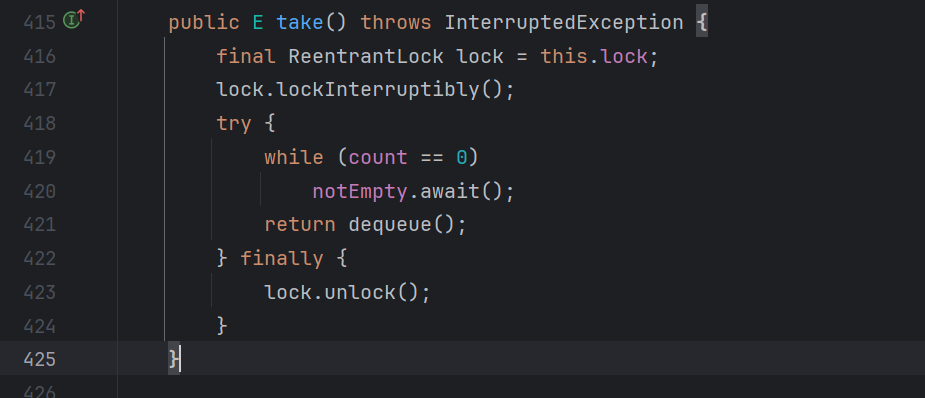 415 public E take() throws InterruptedException {
416 final ReentrantLock lock = this.lock;
417 lock.lockInterruptibly();
418 try {
419 while (count == 0)
420 notEmpty.await();
421 return dequeue();
422 } finally {
423 lock.unlock();
424 }
425 }
426